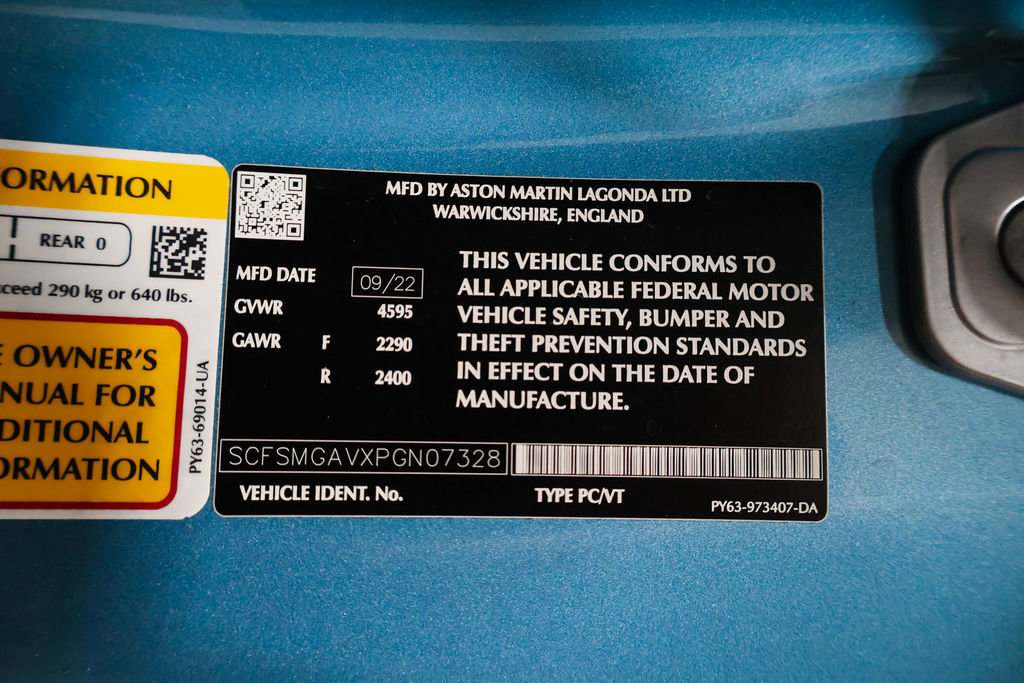 ORMATION
REAR 0
xceed 290 kg or 640 lbs.
E OWNER'S
NUAL FOR
DITIONAL
ORMATION
PY63-69014-UA
MFD BY ASTON MARTIN LAGONDA LTD
WARWICKSHIRE, ENGLAND
MFD DATE 09/22
GVWR 4595
GAWR F 2290
R 2400
THIS VEHICLE CONFORMS TO
ALL APPLICABLE FEDERAL MOTOR
VEHICLE SAFETY, BUMPER AND
THEFT PREVENTION STANDARDS
IN EFFECT ON THE DATE OF
MANUFACTURE.
SCFSMGAVXPGN07328
VEHICLE IDENT. No.
TYPE PC/VT
PY63-973407-DA